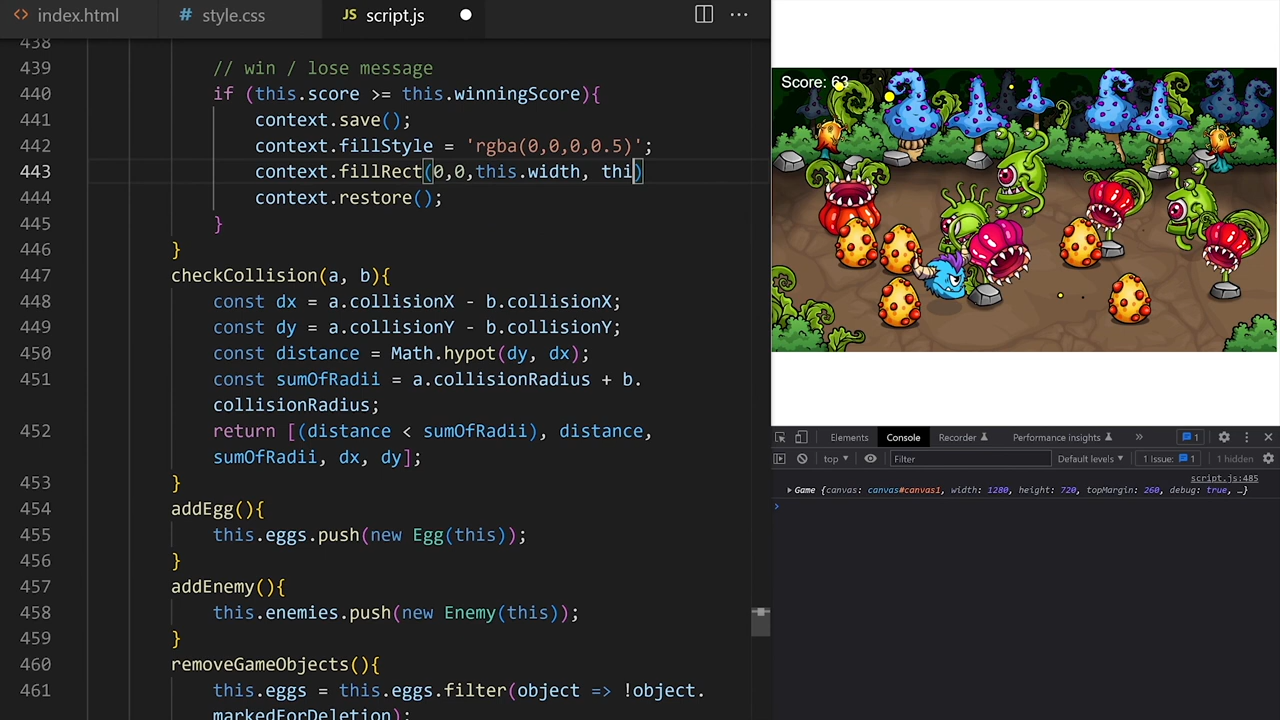 index.html
# style.css
JS script.js
438
439 // win / lose message
440 if (this.score >= this.winningScore){
441 context.save();
442 context.fillStyle = 'rgba(0,0,0,0.5)';
443 context.fillRect(0,0,this.width, thi)
444 context.restore();
445 }
446 }
447 checkCollision(a, b){
448 const dx = a.collisionX - b.collisionX;
449 const dy = a.collisionY - b.collisionY;
450 const distance = Math.hypot(dy, dx);
451 const sumOfRadii = a.collisionRadius + b.
collisionRadius;
452 return [(distance < sumOfRadii), distance,
sumOfRadii, dx, dy];
453 }
454 addEgg(){
455 this.eggs.push(new Egg(this));
456 }
457 addEnemy(){
458 this.enemies.push(new Enemy(this));
459 }
460 removeGameObjects(){
461 this.eggs = this.eggs.filter(object => !object.
markedForDeletion);
Score: 63
Elements Console Recorder Performance insights » 1
top Filter Default levels 1 Issue: 1 1 hidden
script.js:485
Game {canvas: canvas#canvas1, width: 1280, height: 720, topMargin: 260, debug: true, …}